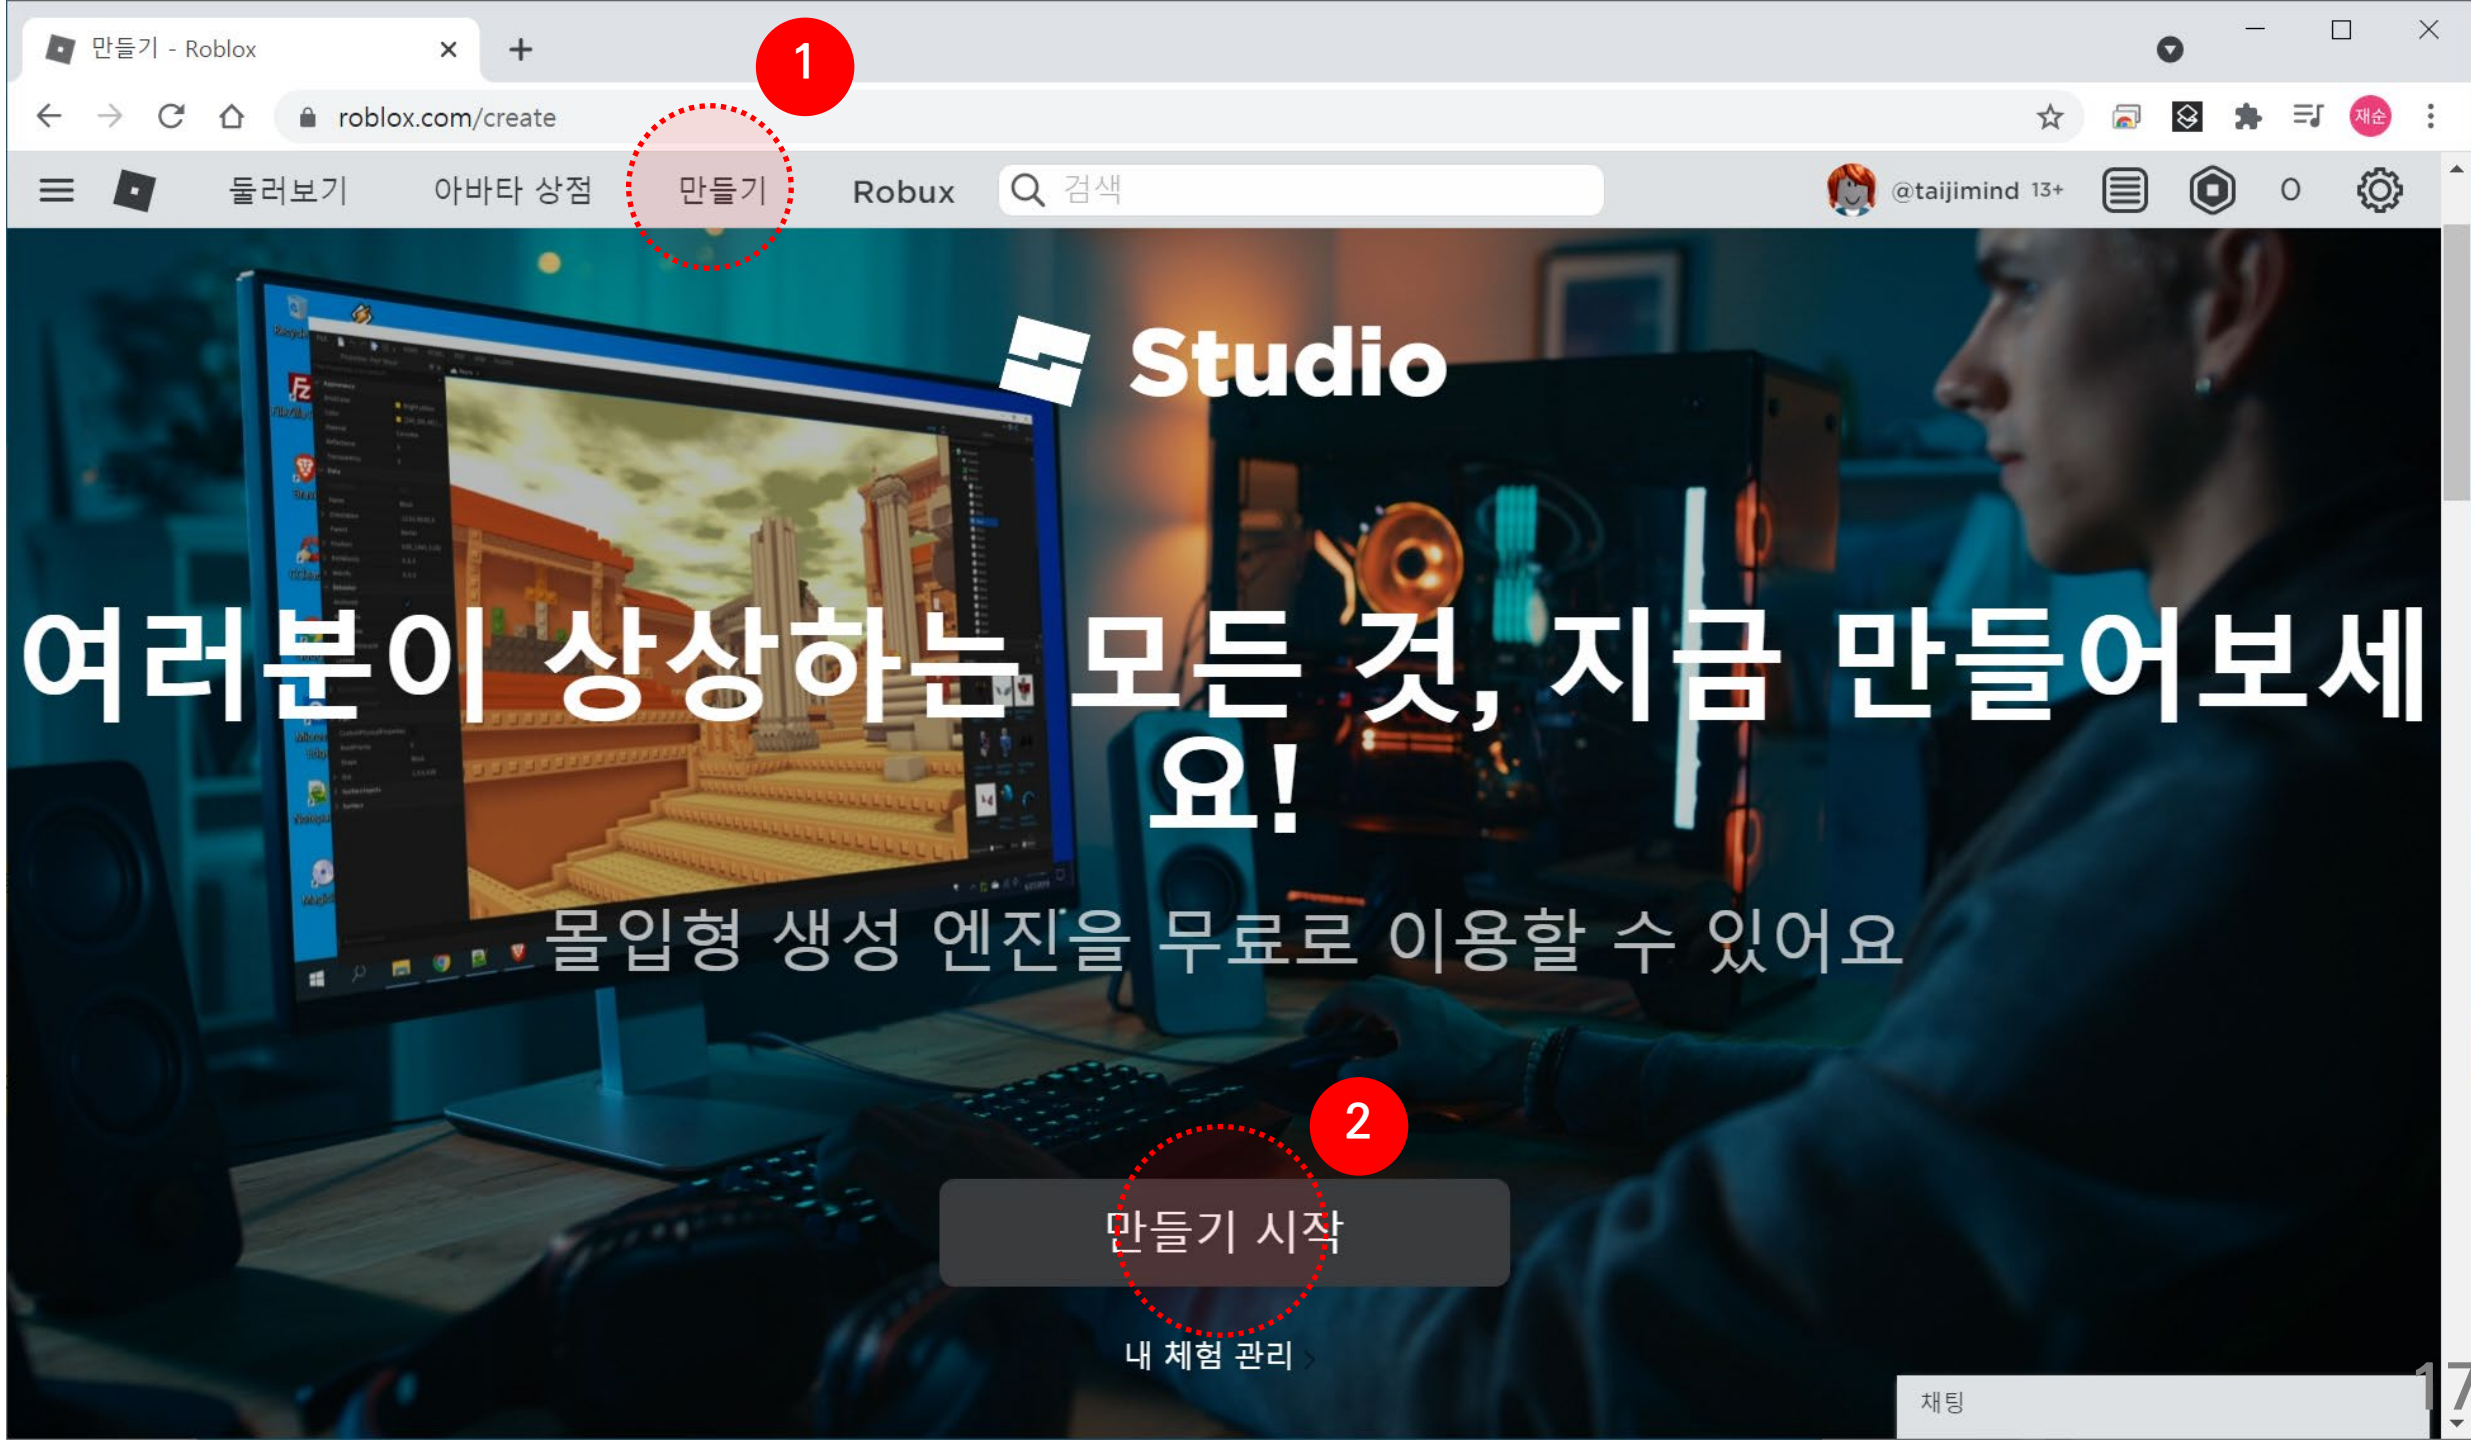 만들기 - Roblox
1
roblox.com/create
재순
둘러보기
아바타 상점
만들기
Robux
검색
@taijimind 13+
0
Studio
여러분이 상상하는 모든 것, 지금 만들어보세
요!
몰입형 생성 엔진을 무료로 이용할 수 있어요
2
만들기 시작
내 체험 관리
채팅
17